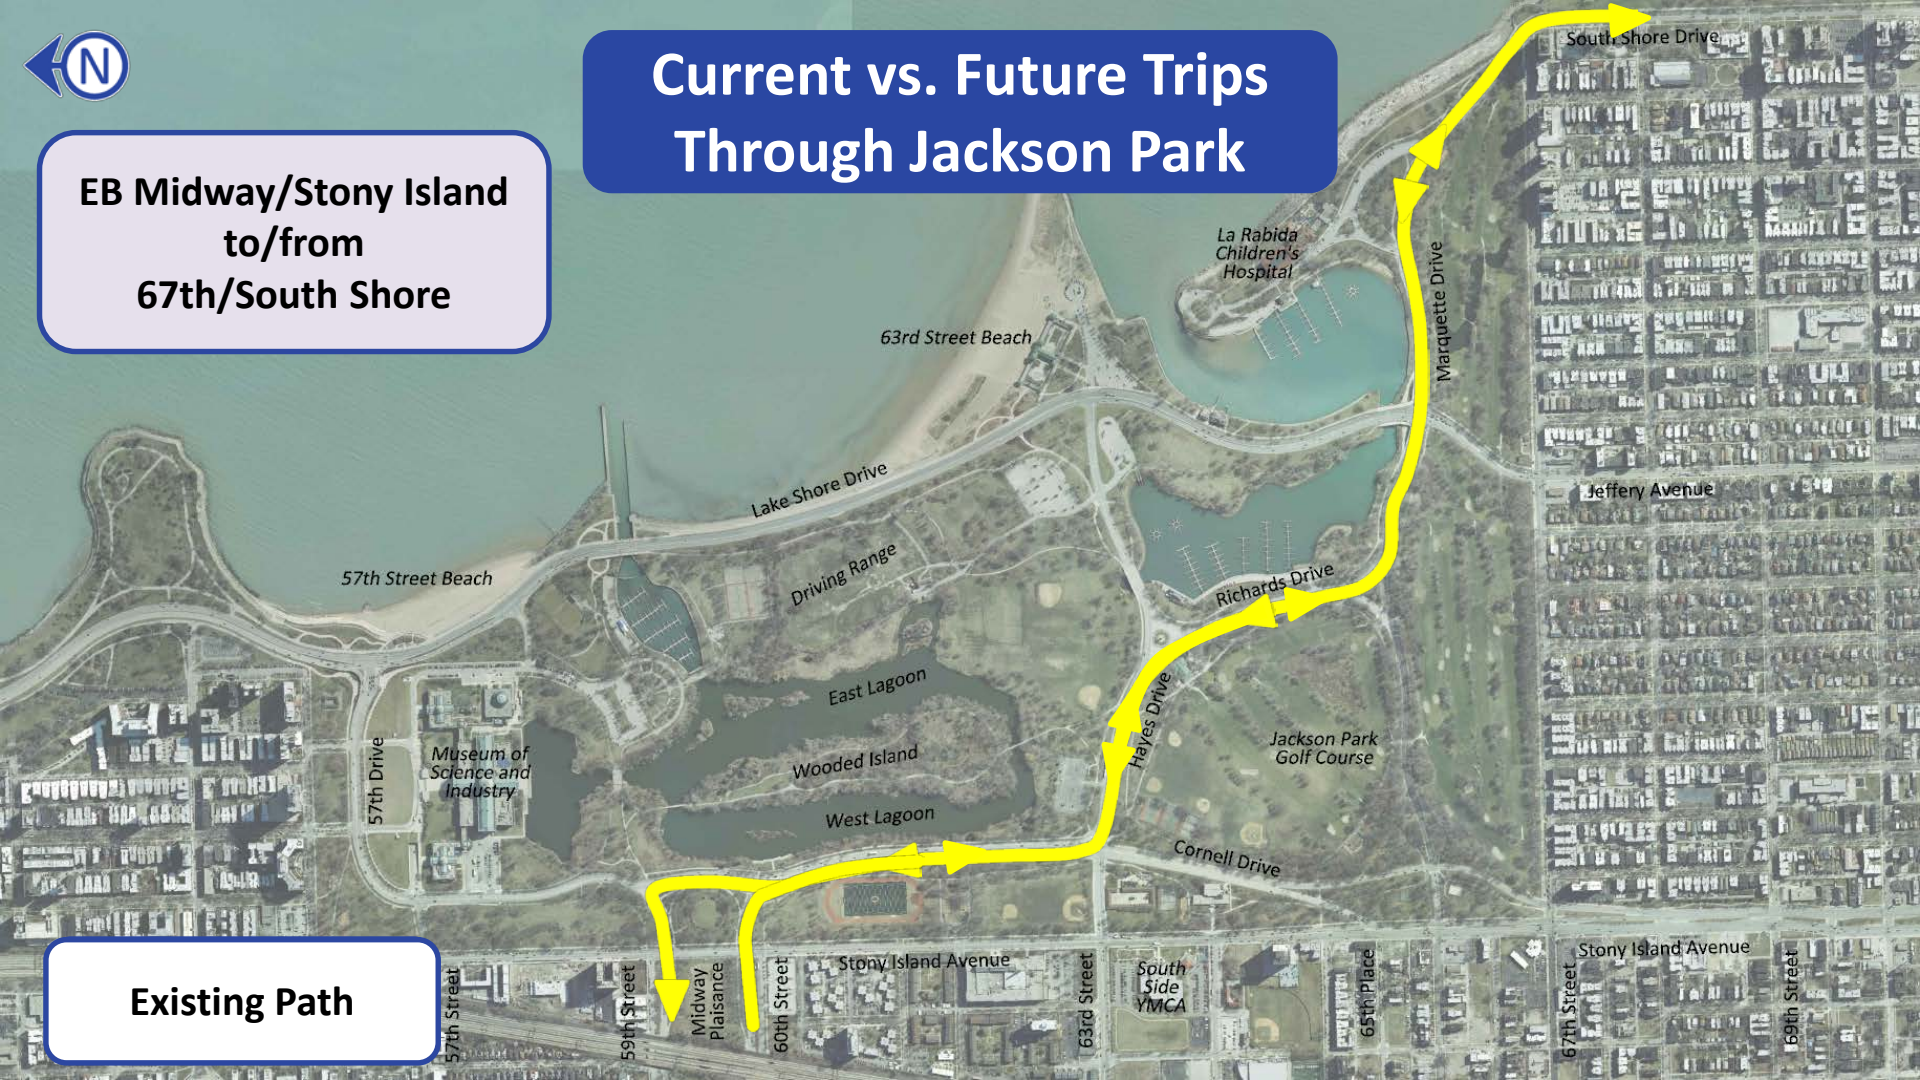 N
Current vs. Future Trips
Through Jackson Park
South Shore Drive
EB Midway/Stony Island
to/from
67th/South Shore
La Rabida
Children's
Hospital
Marquette Drive
63rd Street Beach
Lake Shore Drive
Jeffery Avenue
57th Street Beach
Driving Range
Richards Drive
East Lagoon
Hayes Drive
57th Drive
Museum of
Science and
Industry
Wooded Island
Jackson Park
Golf Course
West Lagoon
Cornell Drive
Existing Path
57th Street
59th Street
Midway
Plaisance
60th Street
Stony Island Avenue
63rd Street
South
Side
YMCA
65th Place
67th Street
Stony Island Avenue
69th Street